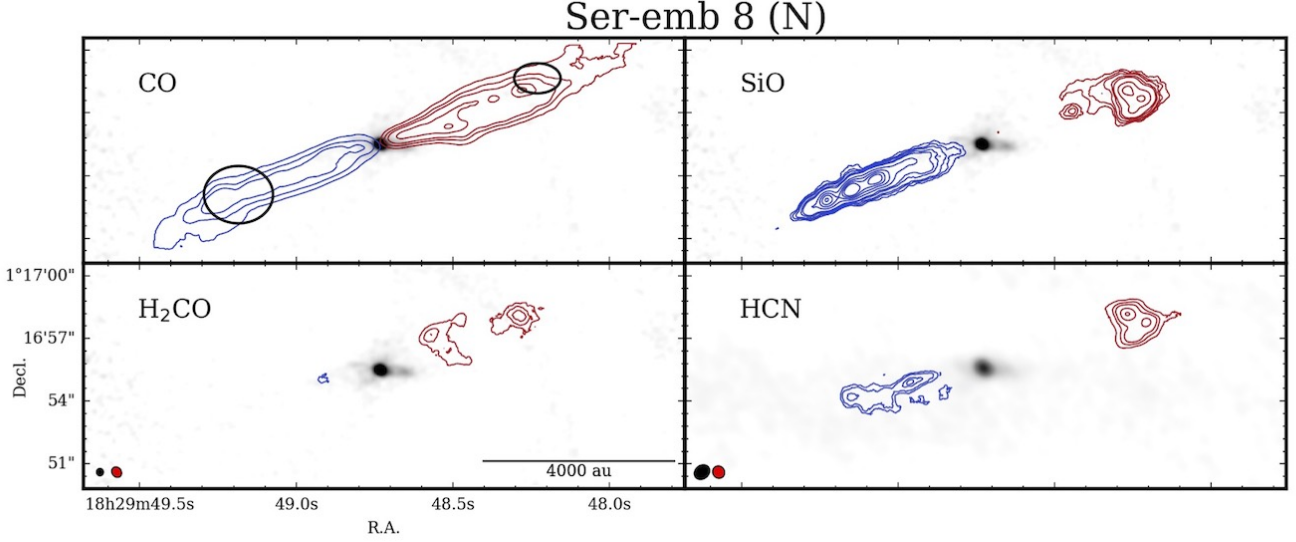 Ser-emb 8 (N)
CO
SiO
H₂CO
HCN
1°17'00"
16'57"
54"
51"
Decl.
4000 au
18h29m49.5s
49.0s
48.5s
48.0s
R.A.